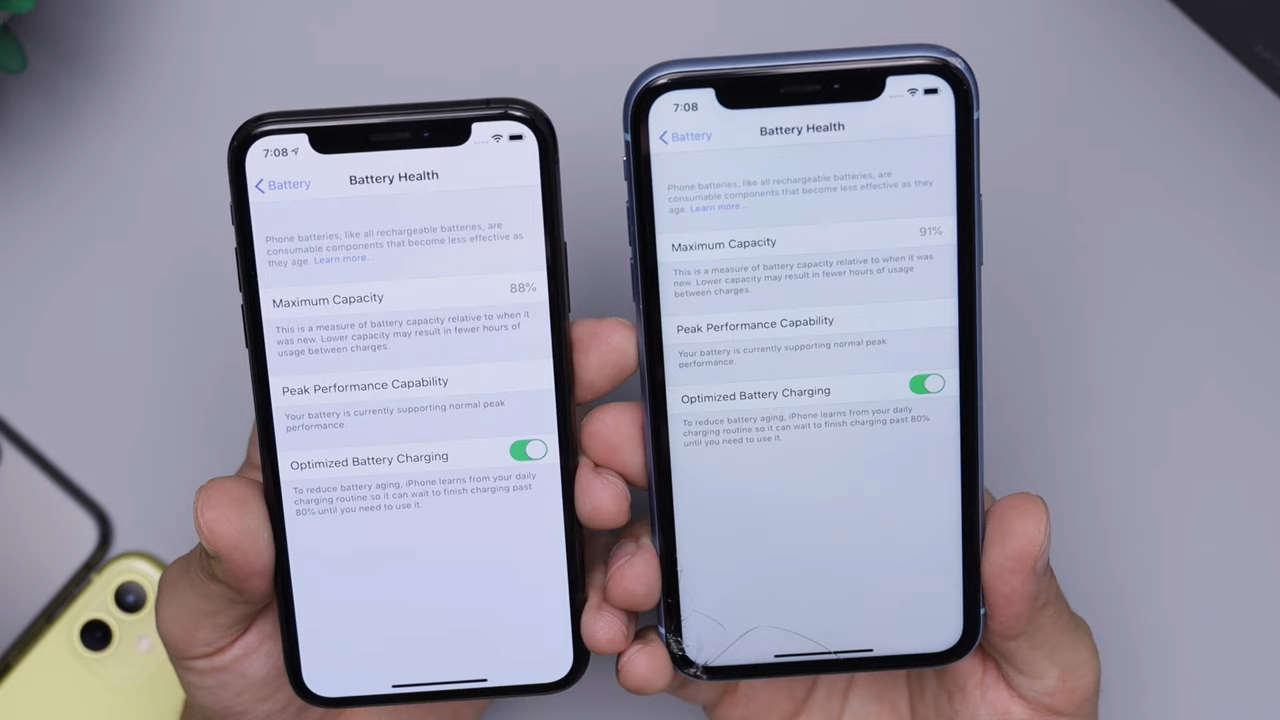 7:08
Battery
Battery Health
Phone batteries, like all rechargeable batteries, are
consumable components that become less effective as
they age. Learn more...
Maximum Capacity 88%
This is a measure of battery capacity relative to when it
was new. Lower capacity may result in fewer hours of
usage between charges.
Peak Performance Capability
Your battery is currently supporting normal peak
performance.
Optimized Battery Charging
To reduce battery aging, iPhone learns from your daily
charging routine so it can wait to finish charging past
80% until you need to use it.
7:08
Battery
Battery Health
Phone batteries, like all rechargeable batteries, are
consumable components that become less effective as they
age. Learn more...
Maximum Capacity 91%
This is a measure of battery capacity relative to when it was
new. Lower capacity may result in fewer hours of usage
between charges.
Peak Performance Capability
Your battery is currently supporting normal peak
performance.
Optimized Battery Charging
To reduce battery aging, iPhone learns from your daily
charging routine so it can wait to finish charging past 80%
until you need to use it.